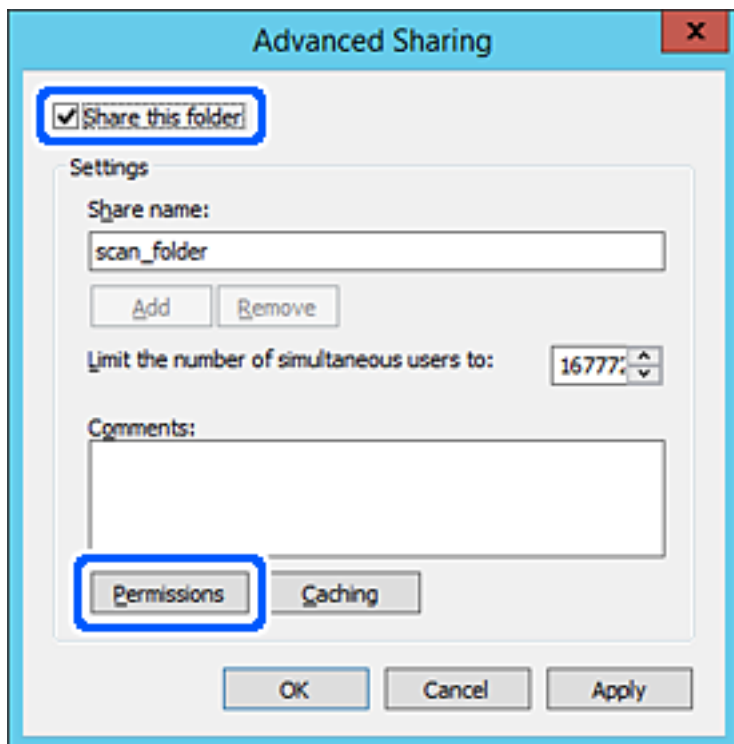 Advanced Sharing
Share this folder
Settings
Share name:
scan_folder
Add Remove
Limit the number of simultaneous users to:
Comments:
Permissions Caching
OK Cancel Apply